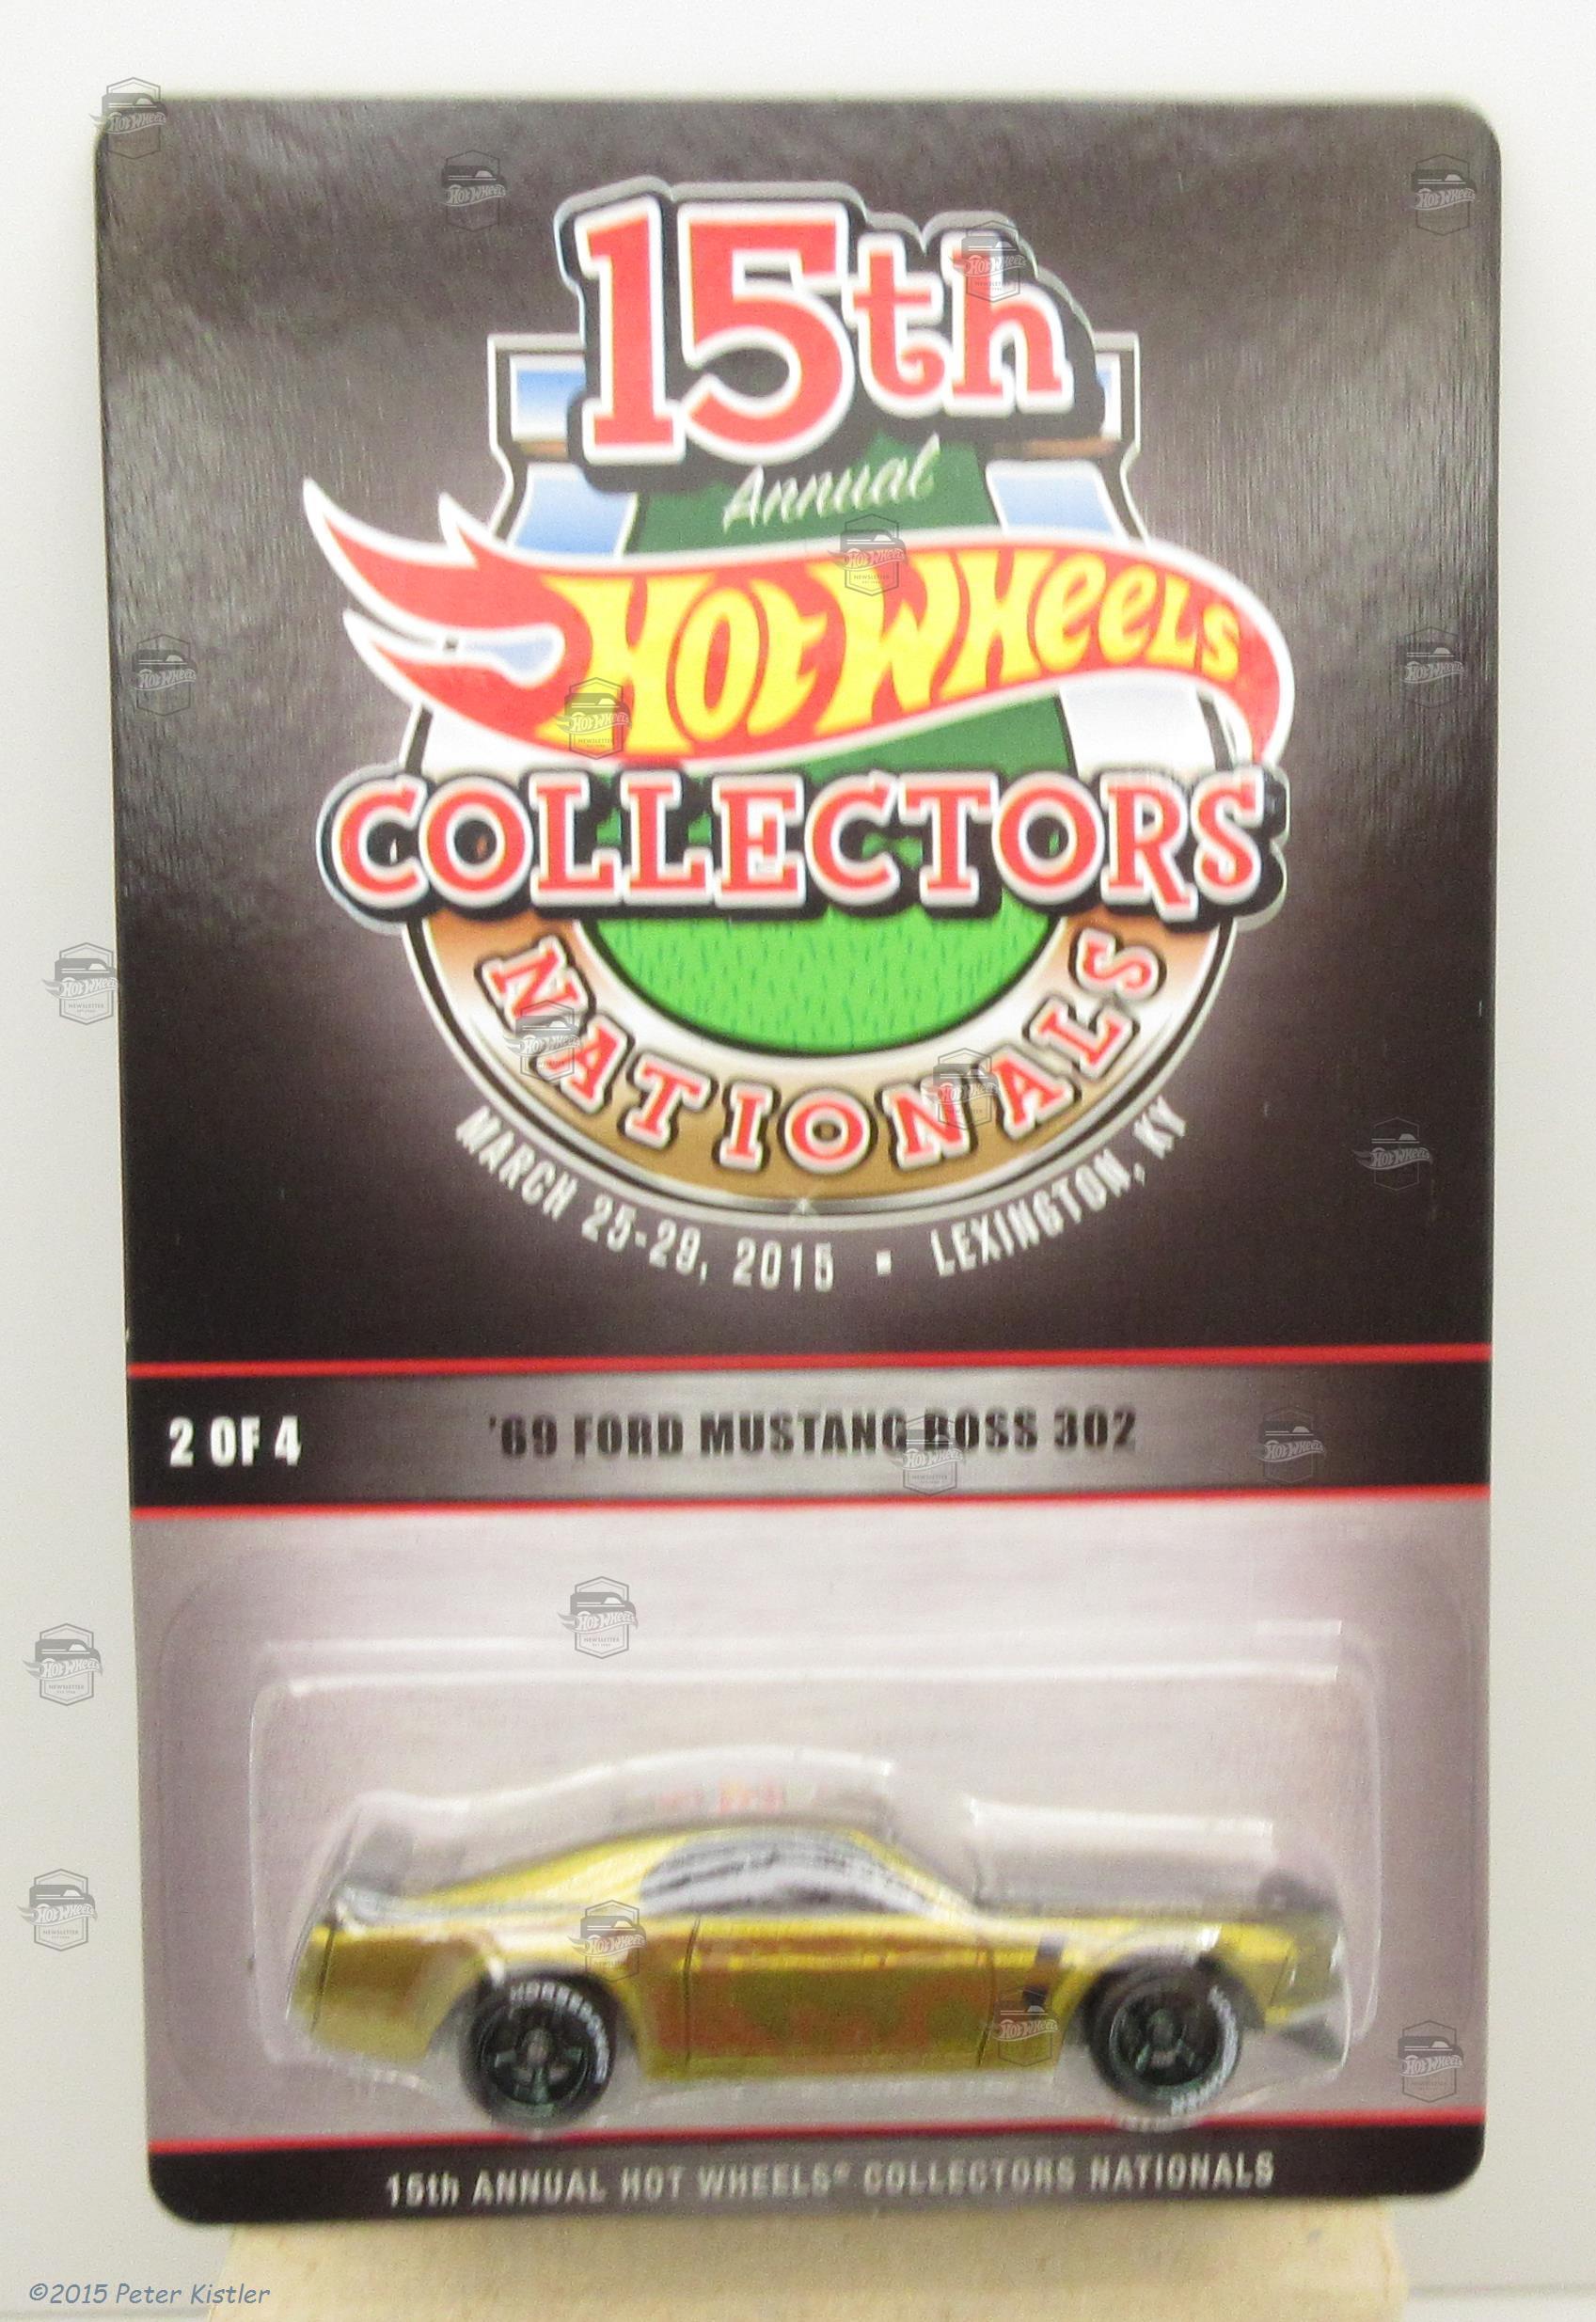 15th
Annual
Hot Wheels
COLLECTORS
NATIONALS
MARCH 25-29, 2015 ▪ LEXINGTON, KY
2 OF 4
'69 FORD MUSTANG BOSS 302
HORSEPOWER
15th ANNUAL HOT WHEELS® COLLECTORS NATIONALS
©2015 Peter Kistler